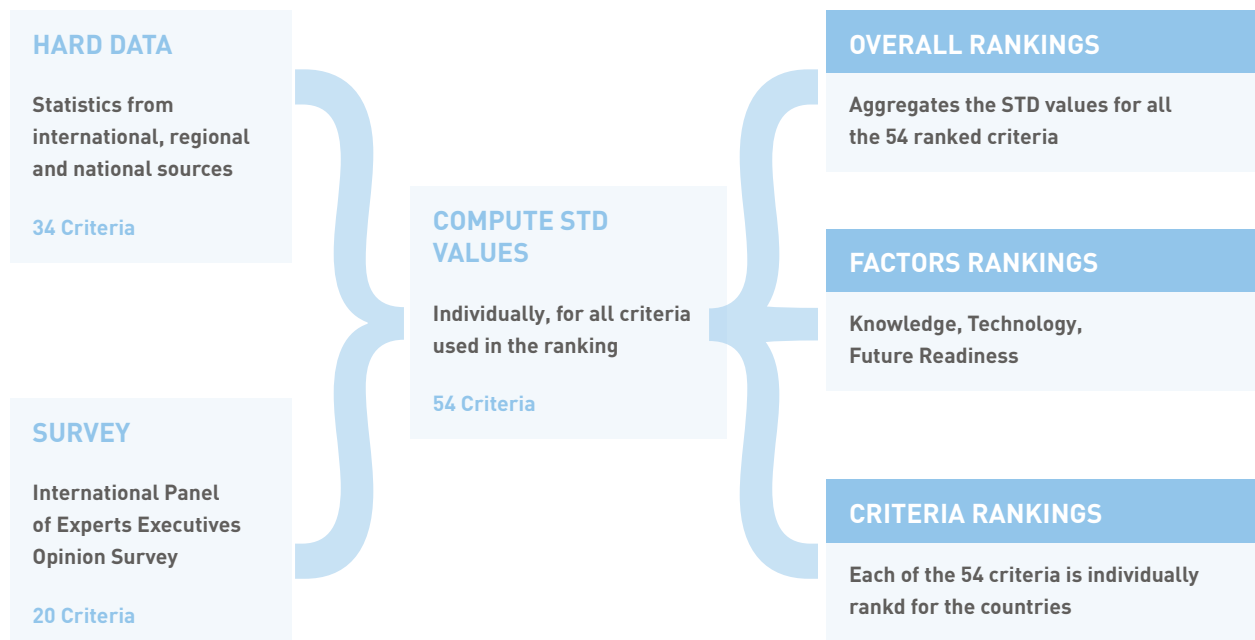 HARD DATA
Statistics from
international, regional
and national sources
34 Criteria
SURVEY
International Panel
of Experts Executives
Opinion Survey
20 Criteria
COMPUTE STD
VALUES
Individually, for all criteria
used in the ranking
54 Criteria
OVERALL RANKINGS
Aggregates the STD values for all
the 54 ranked criteria
FACTORS RANKINGS
Knowledge, Technology,
Future Readiness
CRITERIA RANKINGS
Each of the 54 criteria is individually
rankd for the countries